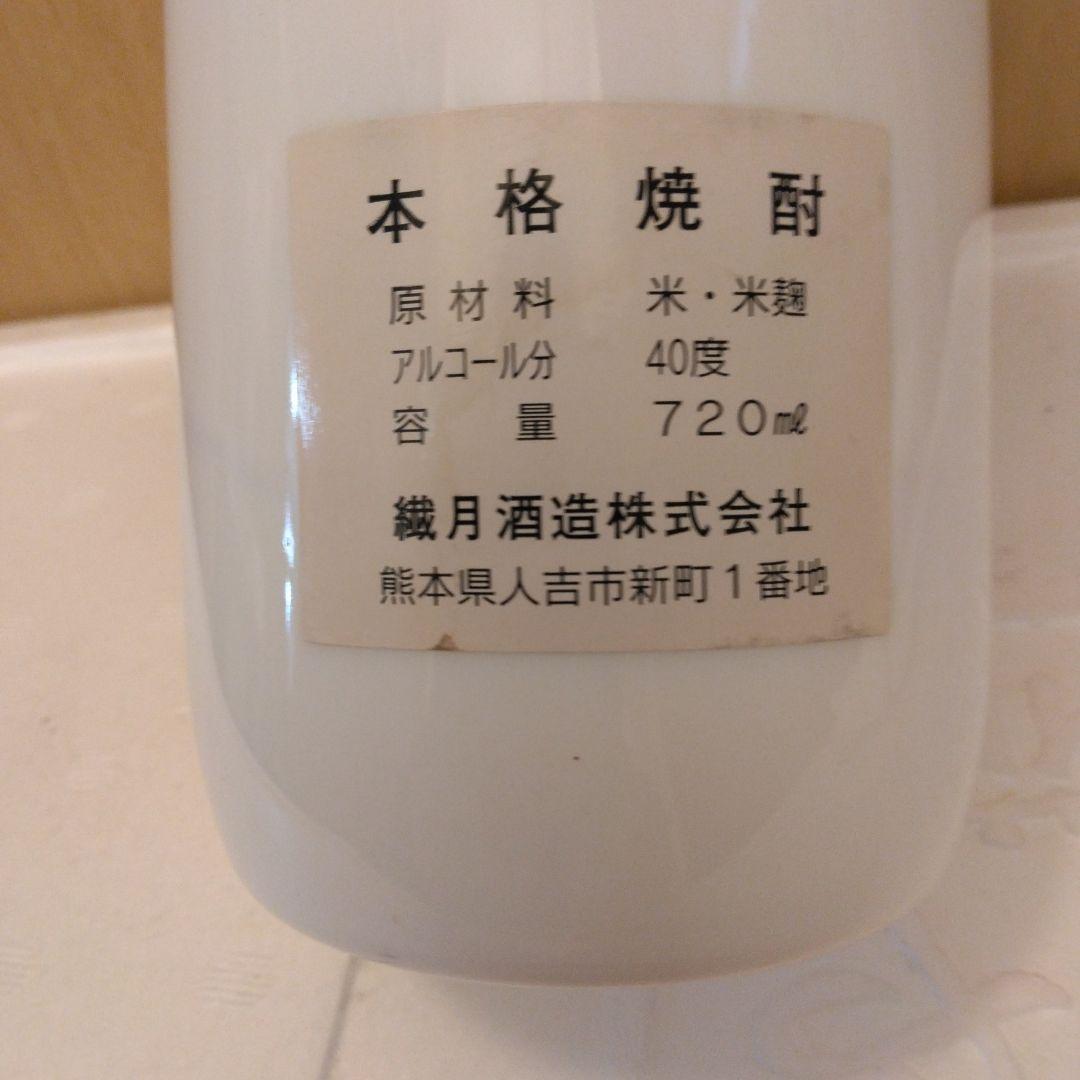 本格焼酎
原材料 米・米麹
アルコール分 40度
容量 720㎖
繊月酒造株式会社
熊本県人吉市新町1番地